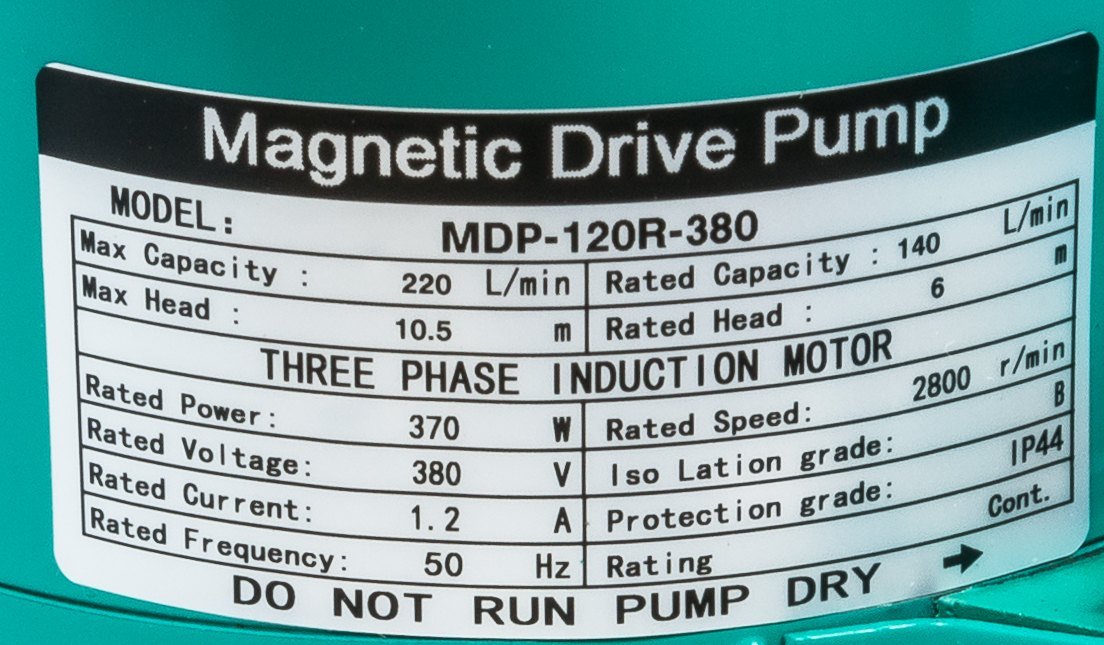 Magnetic Drive Pump
MODEL: MDP-120R-380
Max Capacity : 220 L/min Rated Capacity : 140 L/min
Max Head : 10.5 m Rated Head : 6 m
THREE PHASE INDUCTION MOTOR
Rated Power: 370 W Rated Speed: 2800 r/min
Rated Voltage: 380 V Iso Lation grade: B
Rated Current: 1.2 A Protection grade: IP44
Rated Frequency: 50 Hz Rating Cont.
DO NOT RUN PUMP DRY →